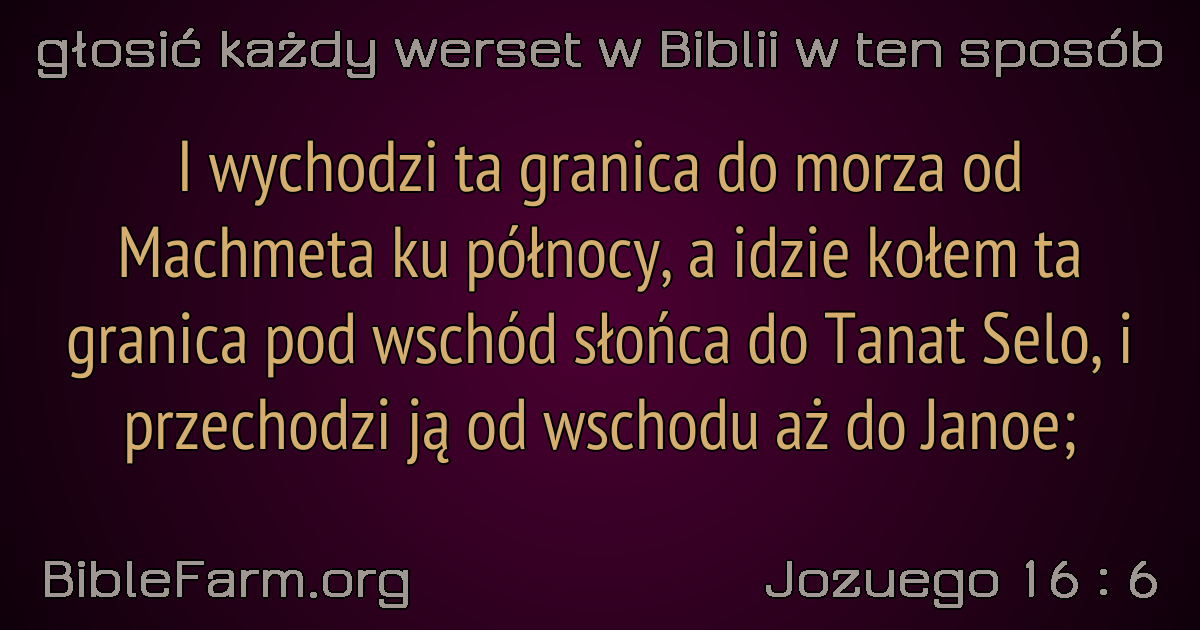 głosić każdy werset w Biblii w ten sposób
I wychodzi ta granica do morza od
Machmeta ku północy, a idzie kołem ta
granica pod wschód słońca do Tanat Selo, i
przechodzi ją od wschodu aż do Janoe;
BibleFarm.org
Jozuego 16 : 6